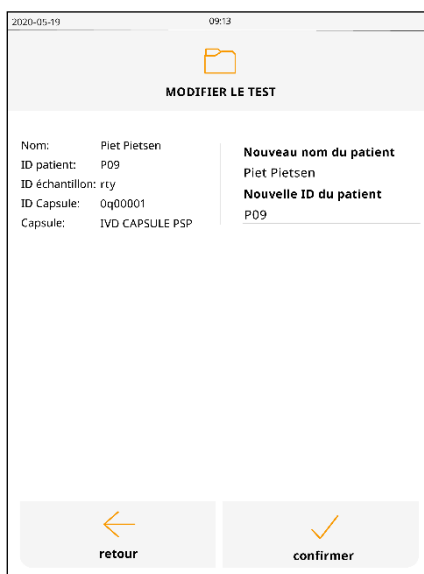 2020-05-19 09:13
MODIFIER LE TEST
Nom: Piet Pietsen
ID patient: P09
ID échantillon: rty
ID Capsule: 0q00001
Capsule: IVD CAPSULE PSP
Nouveau nom du patient
Piet Pietsen
Nouvelle ID du patient
P09
retour
confirmer